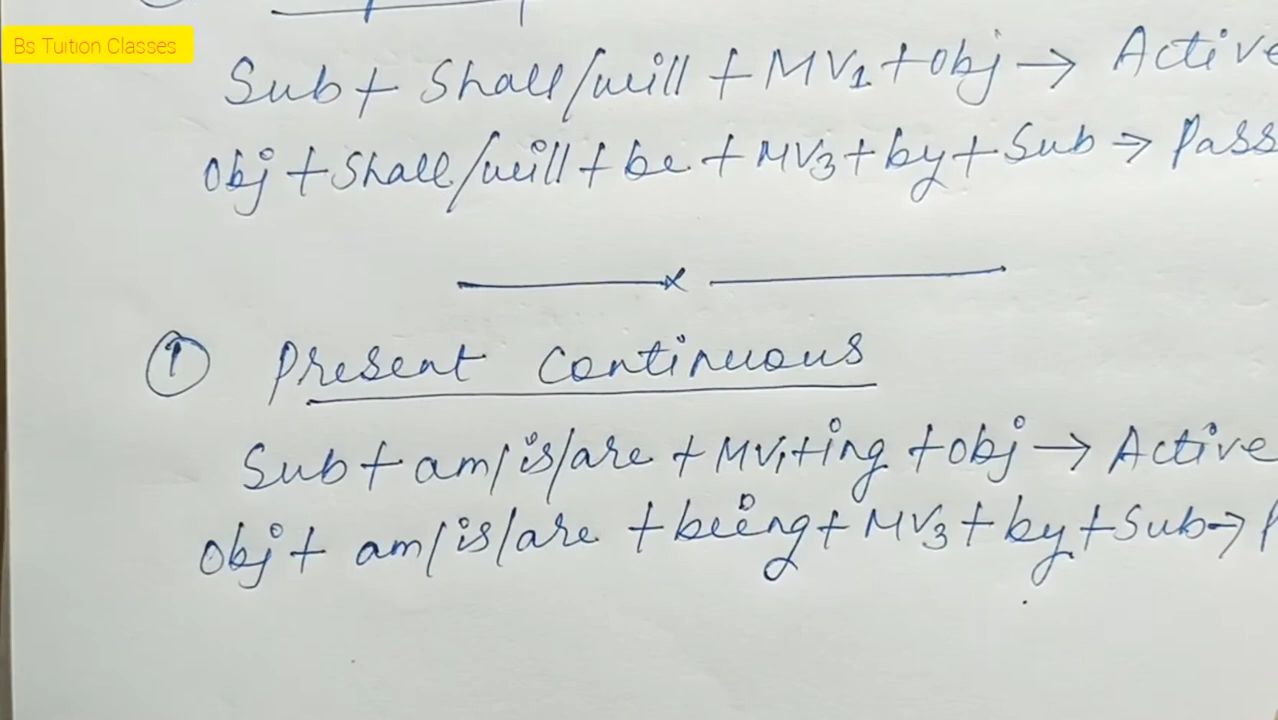 Bs Tuition Classes
Sub + Shall/will + MV1 + obj → Active
Obj + Shall/will + be + MV3 + by + Sub → Pass
① Present Continuous
Sub + am/is/are + MV1+ing + obj → Active
Obj + am/is/are + being + MV3 + by + Sub →